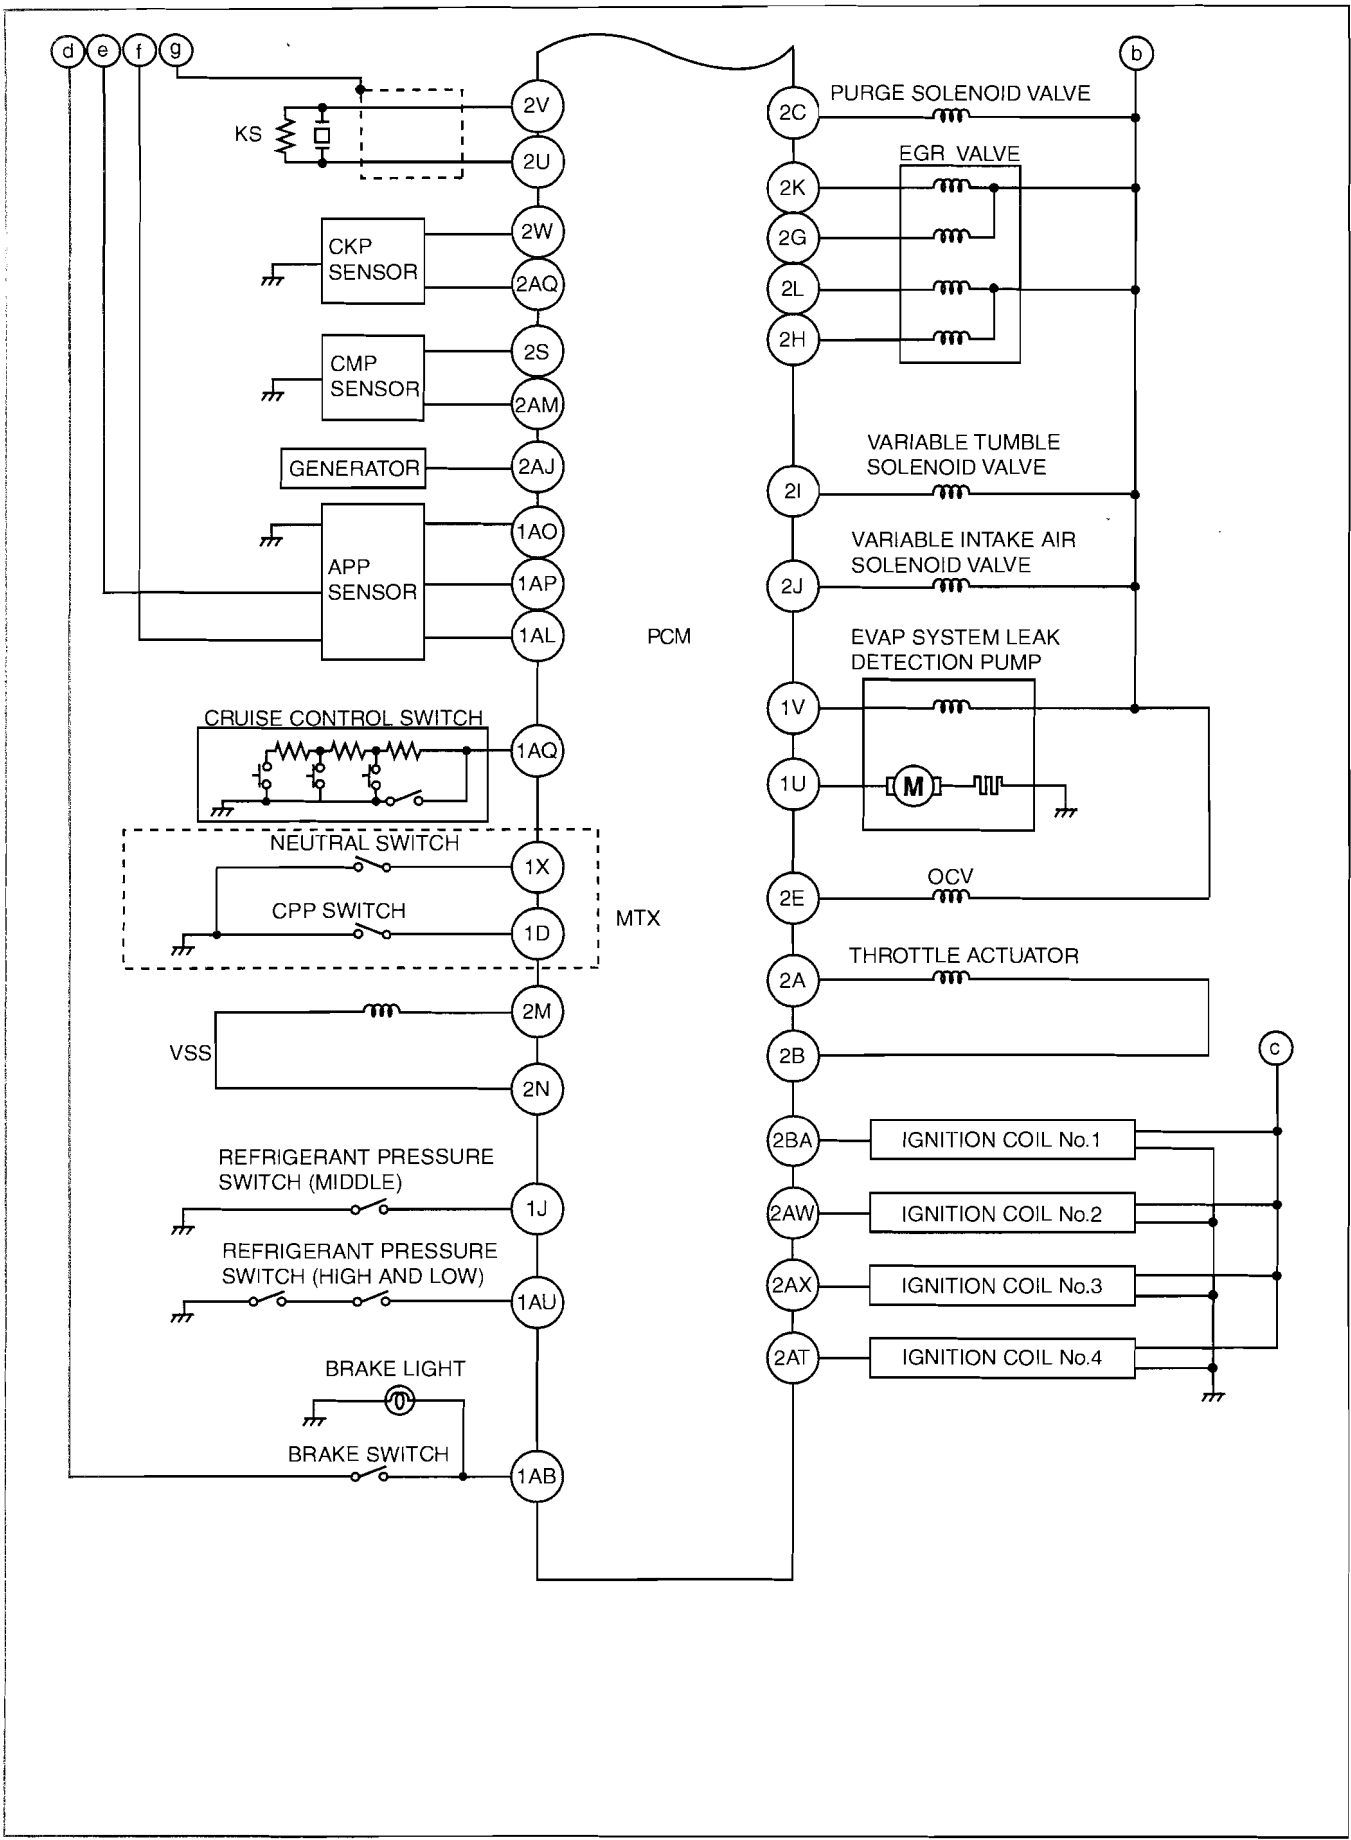 d e f g
b
KS
2V
2U
CKP
SENSOR
2W
2AQ
CMP
SENSOR
2S
2AM
GENERATOR
2AJ
APP
SENSOR
1AO
1AP
1AL
CRUISE CONTROL SWITCH
1AQ
NEUTRAL SWITCH
1X
CPP SWITCH
1D
MTX
VSS
2M
2N
REFRIGERANT PRESSURE
SWITCH (MIDDLE)
1J
REFRIGERANT PRESSURE
SWITCH (HIGH AND LOW)
1AU
BRAKE LIGHT
BRAKE SWITCH
1AB
PCM
PURGE SOLENOID VALVE
2C
EGR VALVE
2K
2G
2L
2H
VARIABLE TUMBLE
SOLENOID VALVE
2I
VARIABLE INTAKE AIR
SOLENOID VALVE
2J
EVAP SYSTEM LEAK
DETECTION PUMP
1V
1U
M
OCV
2E
THROTTLE ACTUATOR
2A
2B
c
2BA
IGNITION COIL No.1
2AW
IGNITION COIL No.2
2AX
IGNITION COIL No.3
2AT
IGNITION COIL No.4